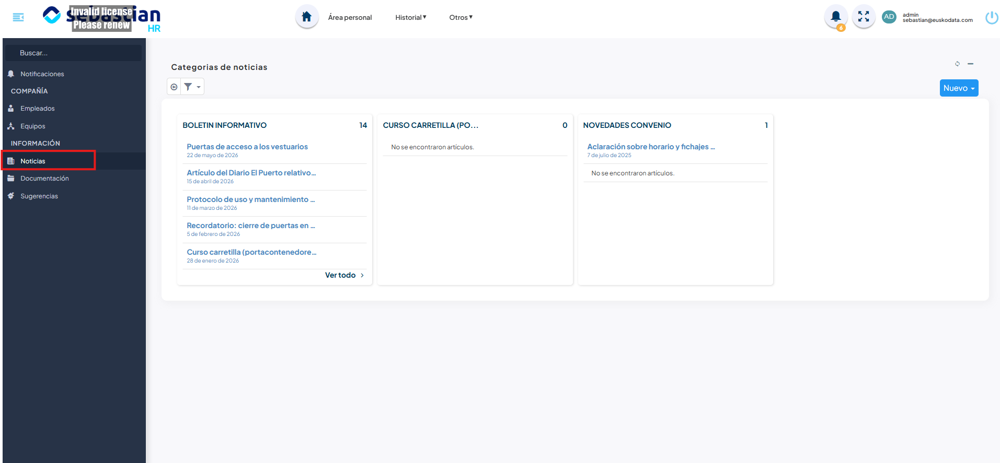 sebastian
HR
Invalid license
Please renew
Área personal
Historial
Otros
6
AD
admin
sebastian@euskodata.com
Buscar...
Notificaciones
COMPAÑÍA
Empleados
Equipos
INFORMACIÓN
Noticias
Documentación
Sugerencias
Categorias de noticias
Nuevo
BOLETIN INFORMATIVO 14
Puertas de acceso a los vestuarios
22 de mayo de 2026
Artículo del Diario El Puerto relativo...
15 de abril de 2026
Protocolo de uso y mantenimiento ...
11 de marzo de 2026
Recordatorio: cierre de puertas en ...
5 de febrero de 2026
Curso carretilla (portacontenedore...
28 de enero de 2026
Ver todo
CURSO CARRETILLA (PO... 0
No se encontraron artículos.
NOVEDADES CONVENIO 1
Aclaración sobre horario y fichajes ...
7 de julio de 2025
No se encontraron artículos.